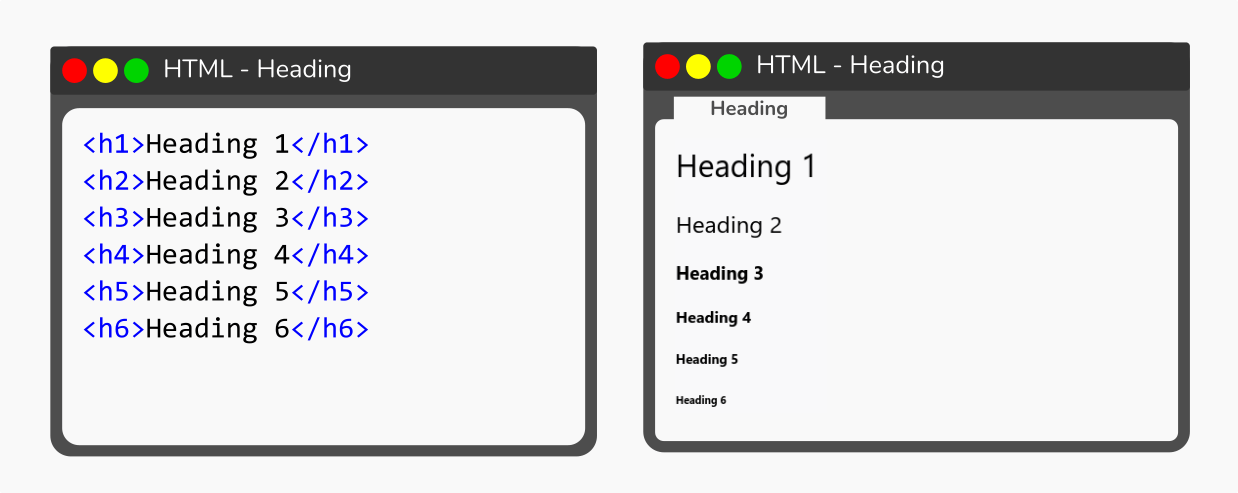 HTML - Heading
<h1>Heading 1</h1>
<h2>Heading 2</h2>
<h3>Heading 3</h3>
<h4>Heading 4</h4>
<h5>Heading 5</h5>
<h6>Heading 6</h6>
HTML - Heading
Heading
Heading 1
Heading 2
Heading 3
Heading 4
Heading 5
Heading 6